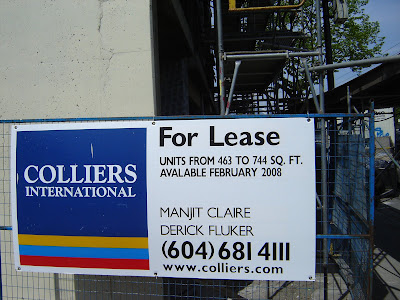 COLLIERS
INTERNATIONAL
For Lease
UNITS FROM 463 TO 744 SQ. FT.
AVALABLE FEBRUARY 2008
MANJIT CLAIRE
DERICK FLUKER
(604) 681 4111
www.colliers.com